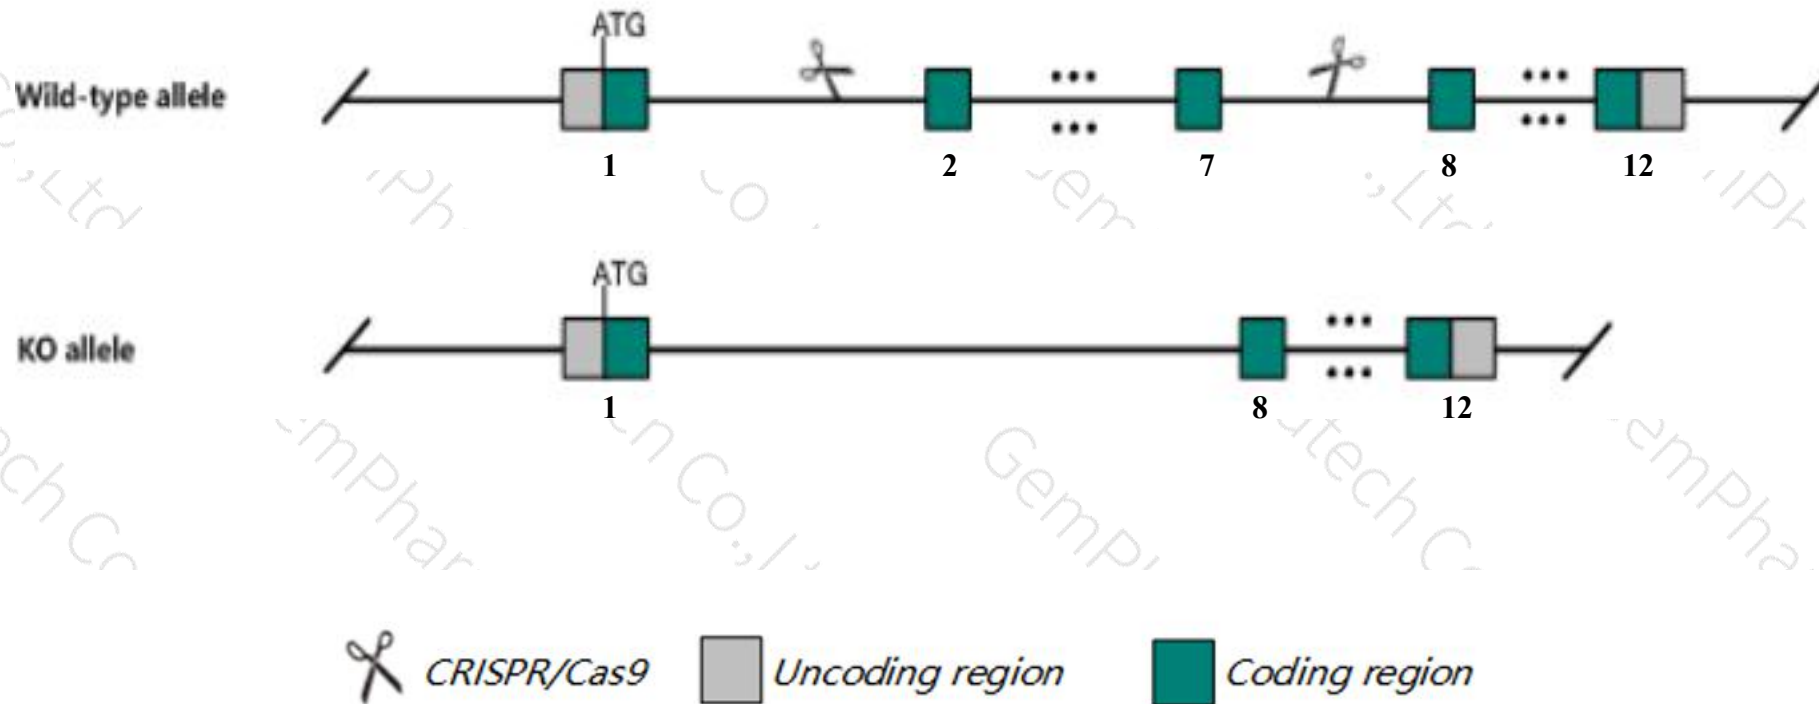 ATG
Wild-type allele
1 2 7 8 12
ATG
KO allele
1 8 12
CRISPR/Cas9 Uncoding region Coding region
GemPh